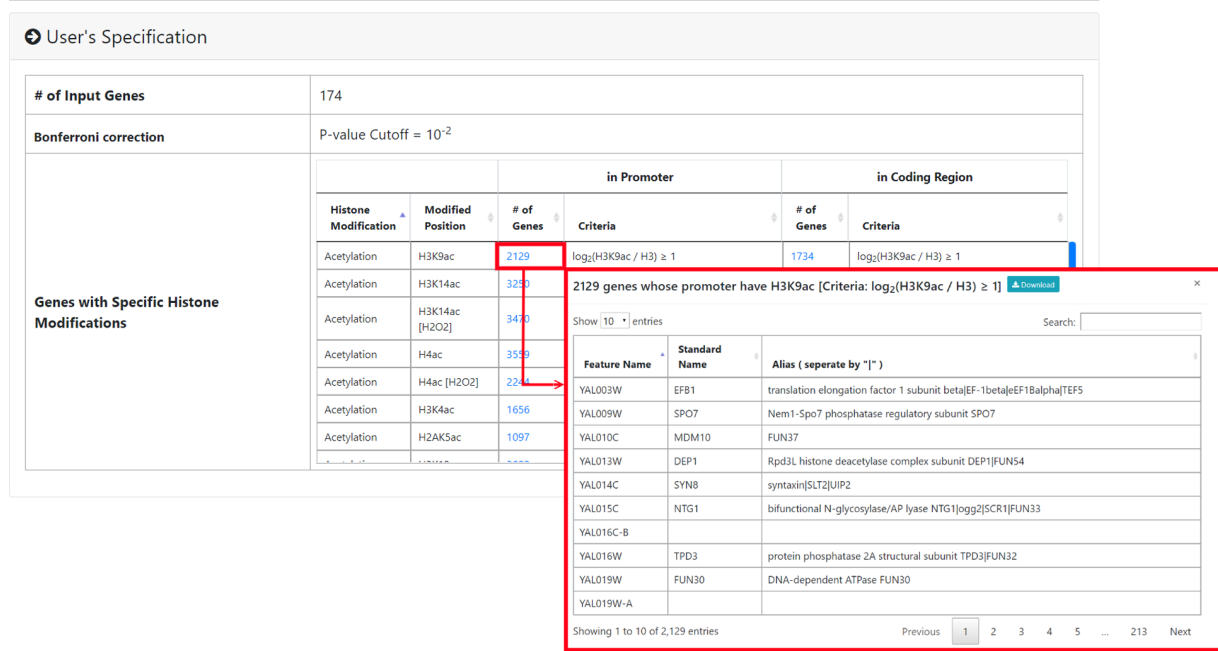 User's Specification
# of Input Genes 174
Bonferroni correction P-value Cutoff = 10⁻²
Genes with Specific Histone Modifications
in Promoter in Coding Region
Histone Modification Modified Position # of Genes Criteria # of Genes Criteria
Acetylation H3K9ac 2129 log₂(H3K9ac / H3) ≥ 1 1734 log₂(H3K9ac / H3) ≥ 1
Acetylation H3K14ac 3250
Acetylation H3K14ac [H2O2] 3470
Acetylation H4ac 3559
Acetylation H4ac [H2O2] 2244
Acetylation H3K4ac 1656
Acetylation H2AK5ac 1097
2129 genes whose promoter have H3K9ac [Criteria: log₂(H3K9ac / H3) ≥ 1] Download ×
Show 10 entries Search:
Feature Name Standard Name Alias ( seperate by "|" )
YAL003W EFB1 translation elongation factor 1 subunit beta|EF-1beta|eEF1Balpha|TEF5
YAL009W SPO7 Nem1-Spo7 phosphatase regulatory subunit SPO7
YAL010C MDM10 FUN37
YAL013W DEP1 Rpd3L histone deacetylase complex subunit DEP1|FUN54
YAL014C SYN8 syntaxin|SLT2|UIP2
YAL015C NTG1 bifunctional N-glycosylase/AP lyase NTG1|ogg2|SCR1|FUN33
YAL016C-B
YAL016W TPD3 protein phosphatase 2A structural subunit TPD3|FUN32
YAL019W FUN30 DNA-dependent ATPase FUN30
YAL019W-A
Showing 1 to 10 of 2,129 entries Previous 1 2 3 4 5 ... 213 Next